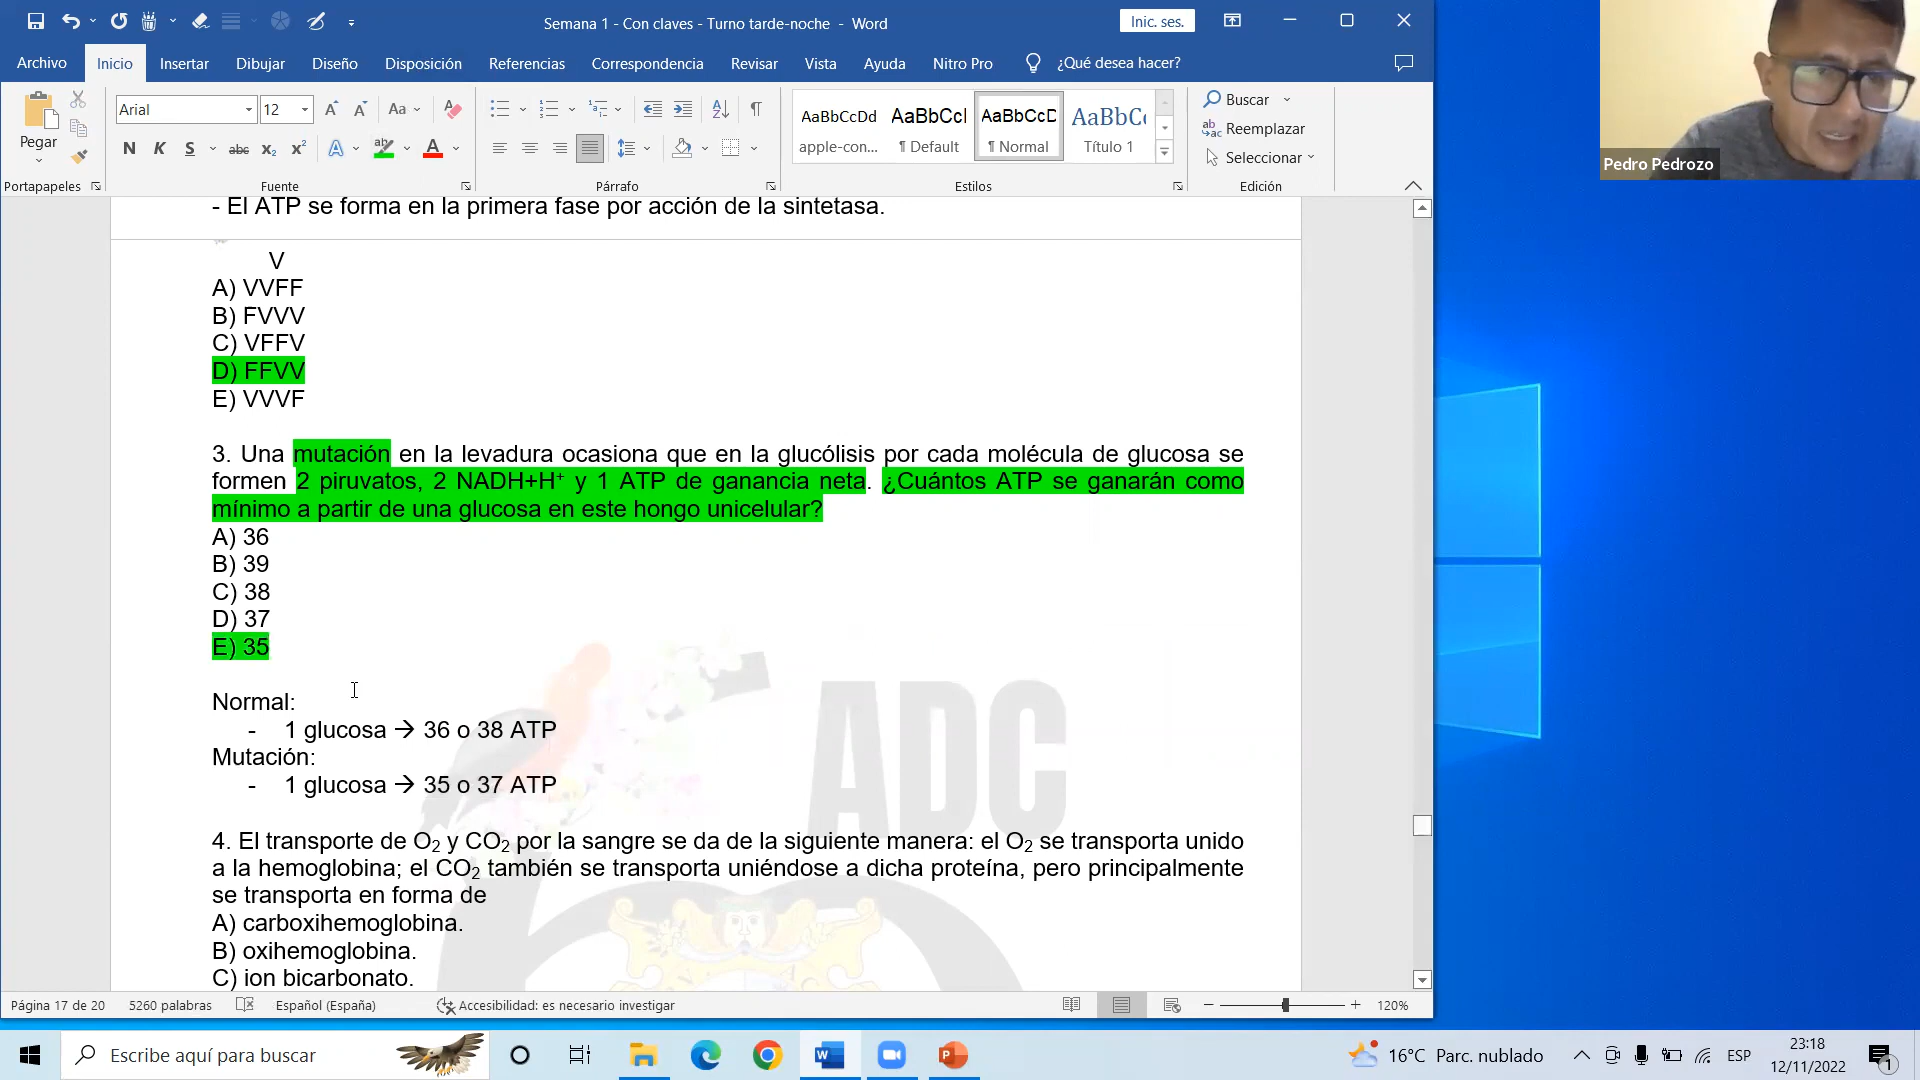 Semana 1 - Con claves - Turno tarde-noche - Word
Inic. ses.
Archivo Inicio Insertar Dibujar Diseño Disposición Referencias Correspondencia Revisar Vista Ayuda Nitro Pro ¿Qué desea hacer?
Pegar
Arial 12
Aa
N K S abc x₂ x² A ab A
AaBbCcDd AaBbCcI AaBbCcD AaBbCc
apple-con... ¶ Default ¶ Normal Título 1
Buscar
Reemplazar
Seleccionar
Portapapeles Fuente Párrafo Estilos Edición
Pedro Pedrozo
- El ATP se forma en la primera fase por acción de la sintetasa.
V
A) VVFF
B) FVVV
C) VFFV
D) FFVV
E) VVVF
3. Una mutación en la levadura ocasiona que en la glucólisis por cada molécula de glucosa se
formen 2 piruvatos, 2 NADH+H⁺ y 1 ATP de ganancia neta. ¿Cuántos ATP se ganarán como
mínimo a partir de una glucosa en este hongo unicelular?
A) 36
B) 39
C) 38
D) 37
E) 35
Normal:
- 1 glucosa → 36 o 38 ATP
Mutación:
- 1 glucosa → 35 o 37 ATP
ADC
4. El transporte de O₂ y CO₂ por la sangre se da de la siguiente manera: el O₂ se transporta unido
a la hemoglobina; el CO₂ también se transporta uniéndose a dicha proteína, pero principalmente
se transporta en forma de
A) carboxihemoglobina.
B) oxihemoglobina.
C) ion bicarbonato.
Página 17 de 20 5260 palabras Español (España) Accesibilidad: es necesario investigar 120%
Escribe aquí para buscar
16°C Parc. nublado ESP 23:18
12/11/2022
1